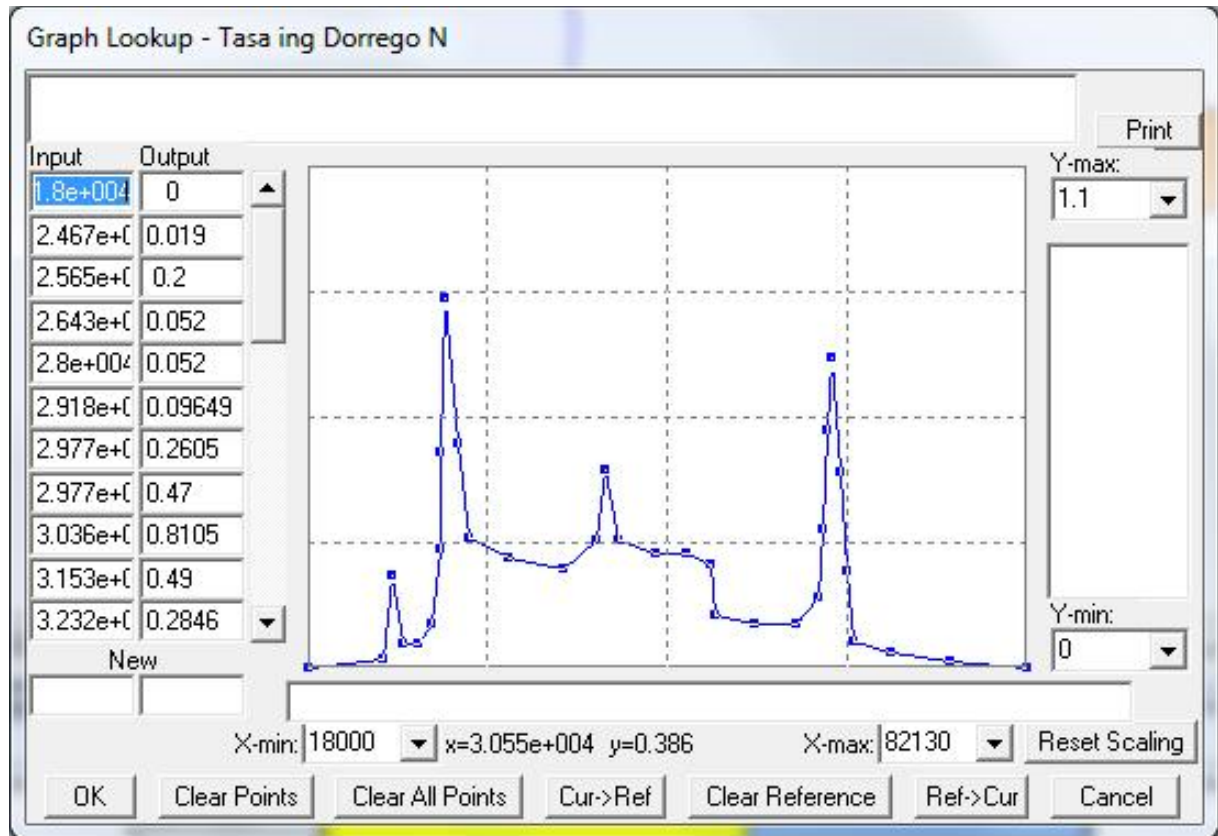 Graph Lookup - Tasa ing Dorrego N
Print
Input Output
1.8e+004 0
2.467e+0 0.019
2.565e+0 0.2
2.643e+0 0.052
2.8e+004 0.052
2.918e+0 0.09649
2.977e+0 0.2605
2.977e+0 0.47
3.036e+0 0.8105
3.153e+0 0.49
3.232e+0 0.2846
New
Y-max:
1.1
Y-min:
0
X-min: 18000 x=3.055e+004 y=0.386 X-max: 82130 Reset Scaling
OK Clear Points Clear All Points Cur->Ref Clear Reference Ref->Cur Cancel